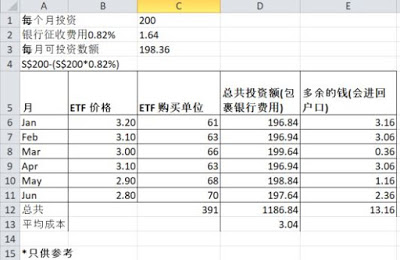 A B C D E
1 每个月投资 200
2 银行征收费用0.82% 1.64
3 每月可投资数额 198.36
4 S$200-(S$200*0.82%)
5 月 ETF 价格 ETF 购买单位 总共投资额(包裹银行费用) 多余的钱(会进回户口)
6 Jan 3.20 61 196.84 3.16
7 Feb 3.10 63 196.94 3.06
8 Mar 3.00 66 199.64 0.36
9 Apr 3.10 63 196.94 3.06
10 May 2.90 68 198.84 1.16
11 Jun 2.80 70 197.64 2.36
12 总共 391 1186.84 13.16
13 平均成本 3.04
14
15 *只供参考